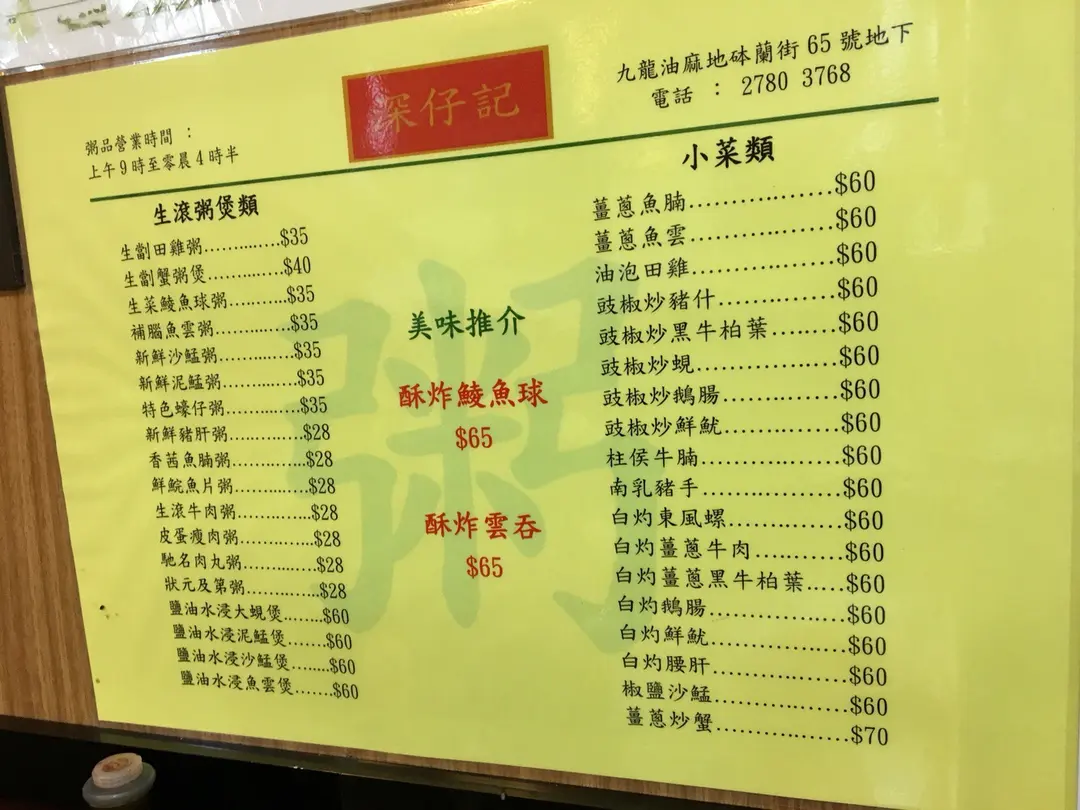 深仔記
九龍油麻地砵蘭街 65 號地下
電話 : 2780 3768
粥品營業時間 :
上午 9 時至零晨 4 時半
生滾粥煲類
生劏田雞粥............$35
生劏蟹粥煲............$40
生菜鯪魚球粥..........$35
補腦魚雲粥............$35
新鮮沙鯭粥............$35
新鮮泥鯭粥............$35
特色蠔仔粥............$35
新鮮豬肝粥............$28
香茜魚腩粥............$28
鮮鯇魚片粥............$28
生滾牛肉粥............$28
皮蛋瘦肉粥............$28
馳名肉丸粥............$28
狀元及第粥............$28
鹽油水浸大蜆煲........$60
鹽油水浸泥鯭煲........$60
鹽油水浸沙鯭煲........$60
鹽油水浸魚雲煲........$60
粥
美味推介
酥炸鯪魚球
$65
酥炸雲吞
$65
小菜類
薑蔥魚腩................$60
薑蔥魚雲................$60
油泡田雞................$60
豉椒炒豬什..............$60
豉椒炒黑牛柏葉..........$60
豉椒炒蜆................$60
豉椒炒鵝腸..............$60
豉椒炒鮮魷..............$60
柱侯牛腩................$60
南乳豬手................$60
白灼東風螺..............$60
白灼薑蔥牛肉............$60
白灼薑蔥黑牛柏葉.....$60
白灼鵝腸................$60
白灼鮮魷................$60
白灼腰肝................$60
椒鹽沙鯭................$60
薑蔥炒蟹................$70